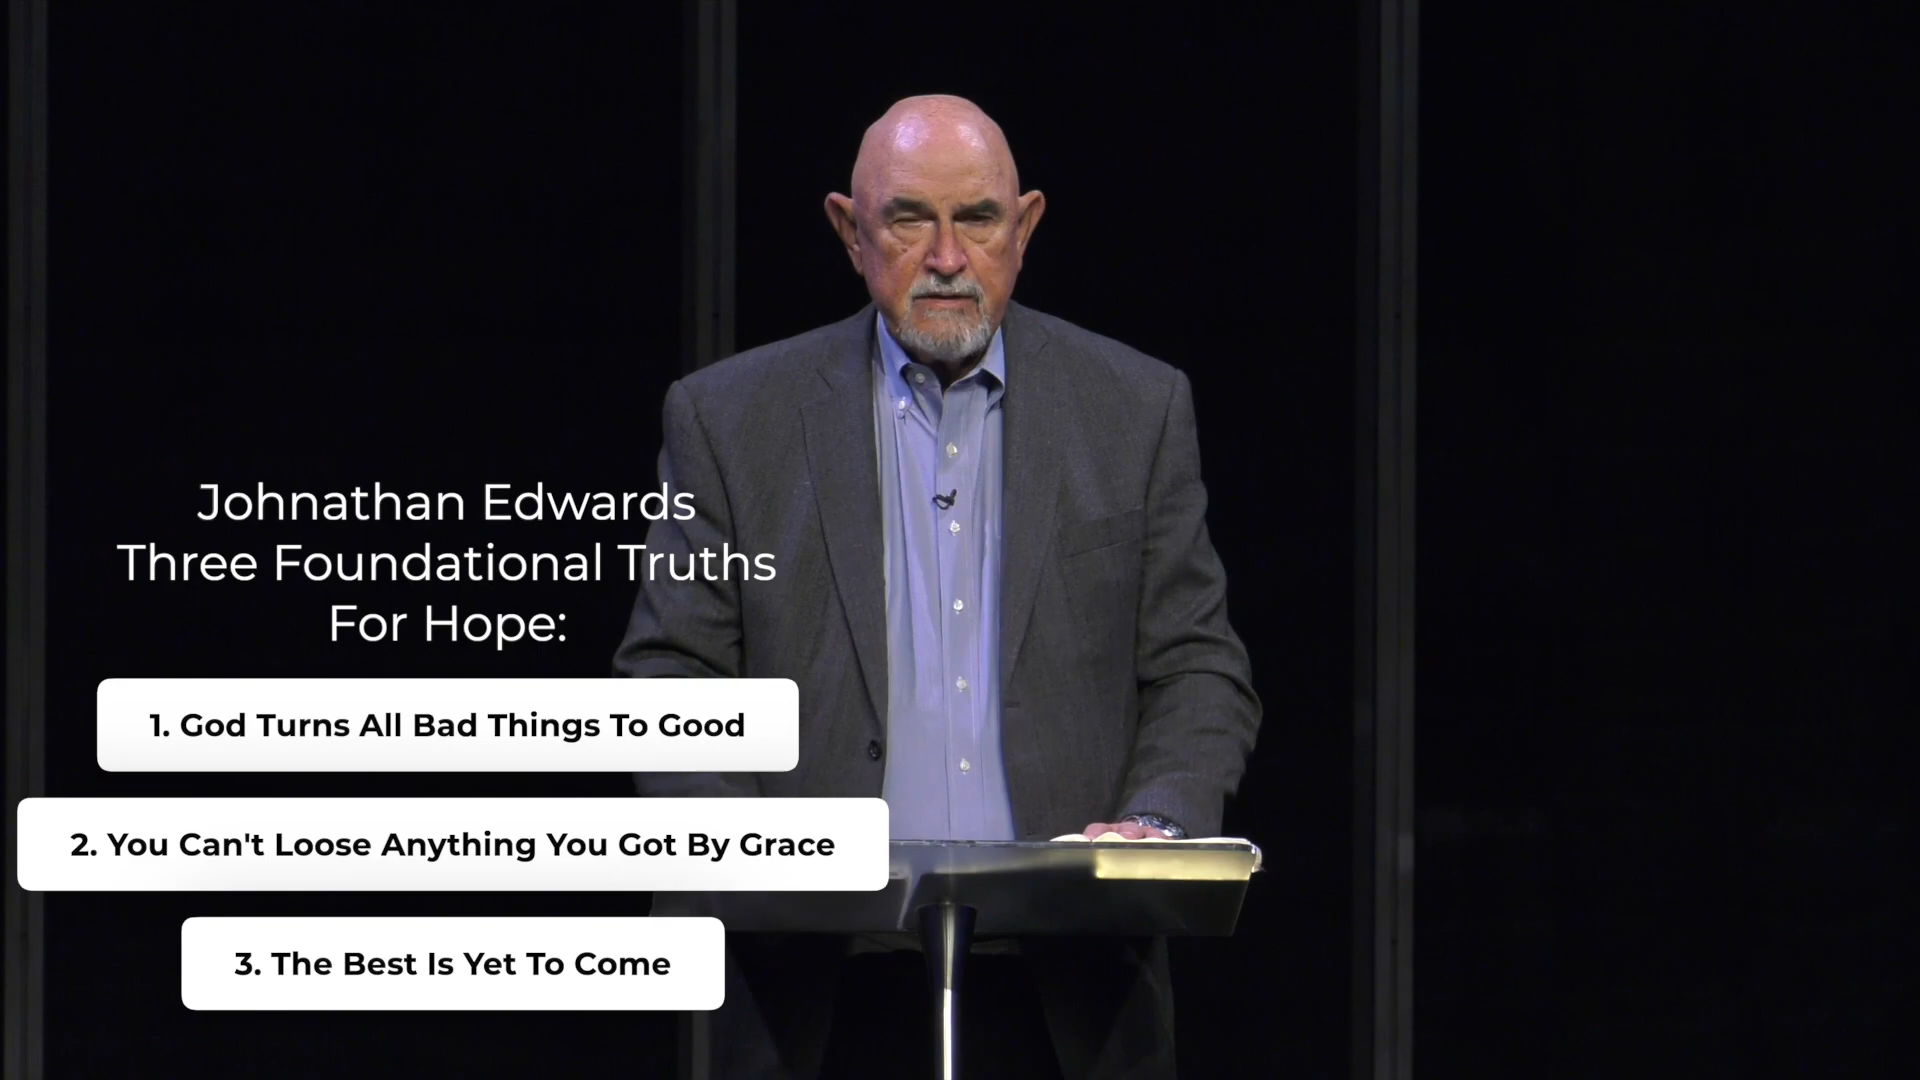 Johnathan Edwards
Three Foundational Truths
For Hope:
1. God Turns All Bad Things To Good
2. You Can't Loose Anything You Got By Grace
3. The Best Is Yet To Come